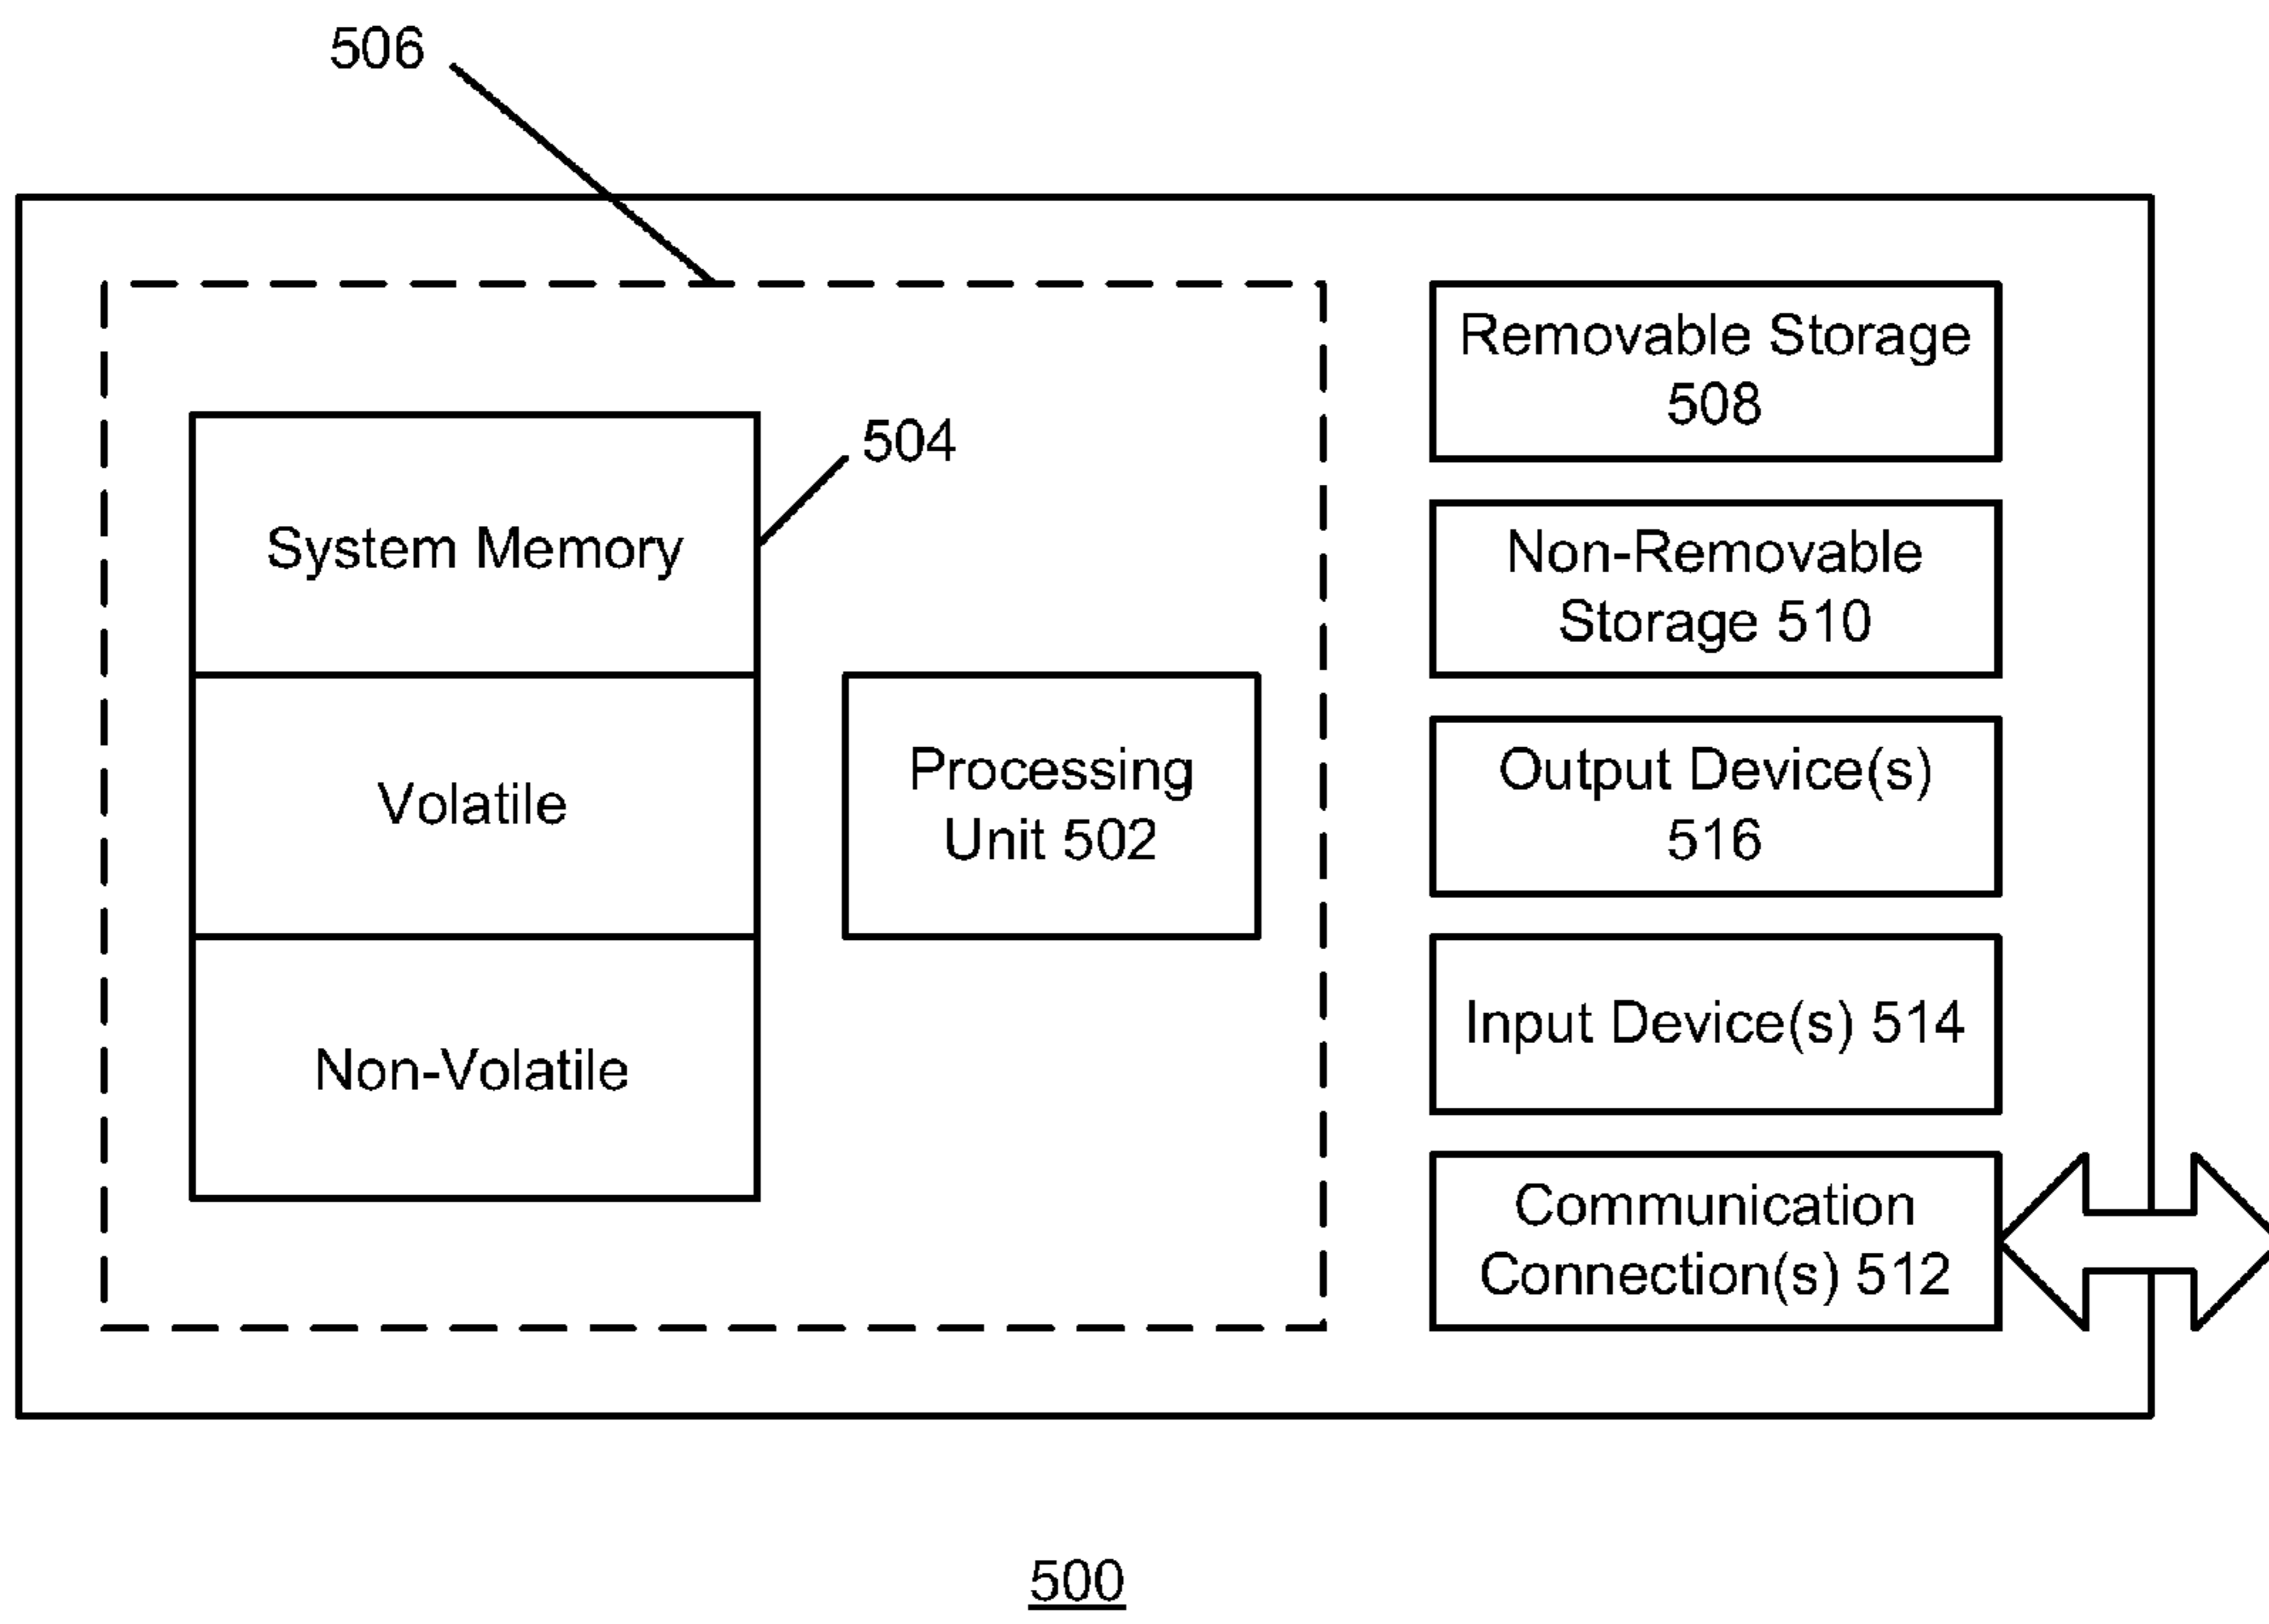 506
504
System Memory
Volatile
Non-Volatile
Processing
Unit 502
Removable Storage
508
Non-Removable
Storage 510
Output Device(s)
516
Input Device(s) 514
Communication
Connection(s) 512
500